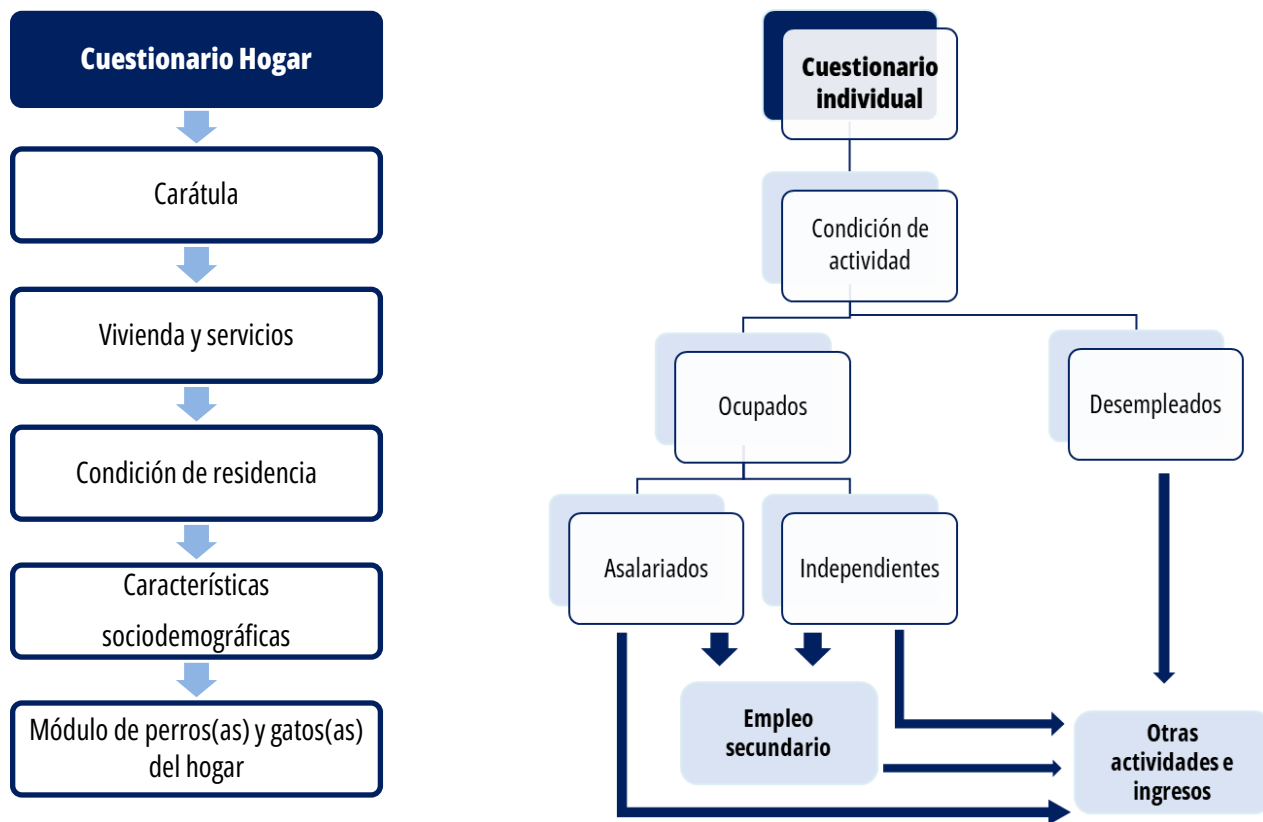 Cuestionario Hogar
Carátula
Vivienda y servicios
Condición de residencia
Características
sociodemográficas
Módulo de perros(as) y gatos(as)
del hogar
Cuestionario
individual
Condición de
actividad
Ocupados
Desempleados
Asalariados
Independientes
Empleo
secundario
Otras
actividades e
ingresos